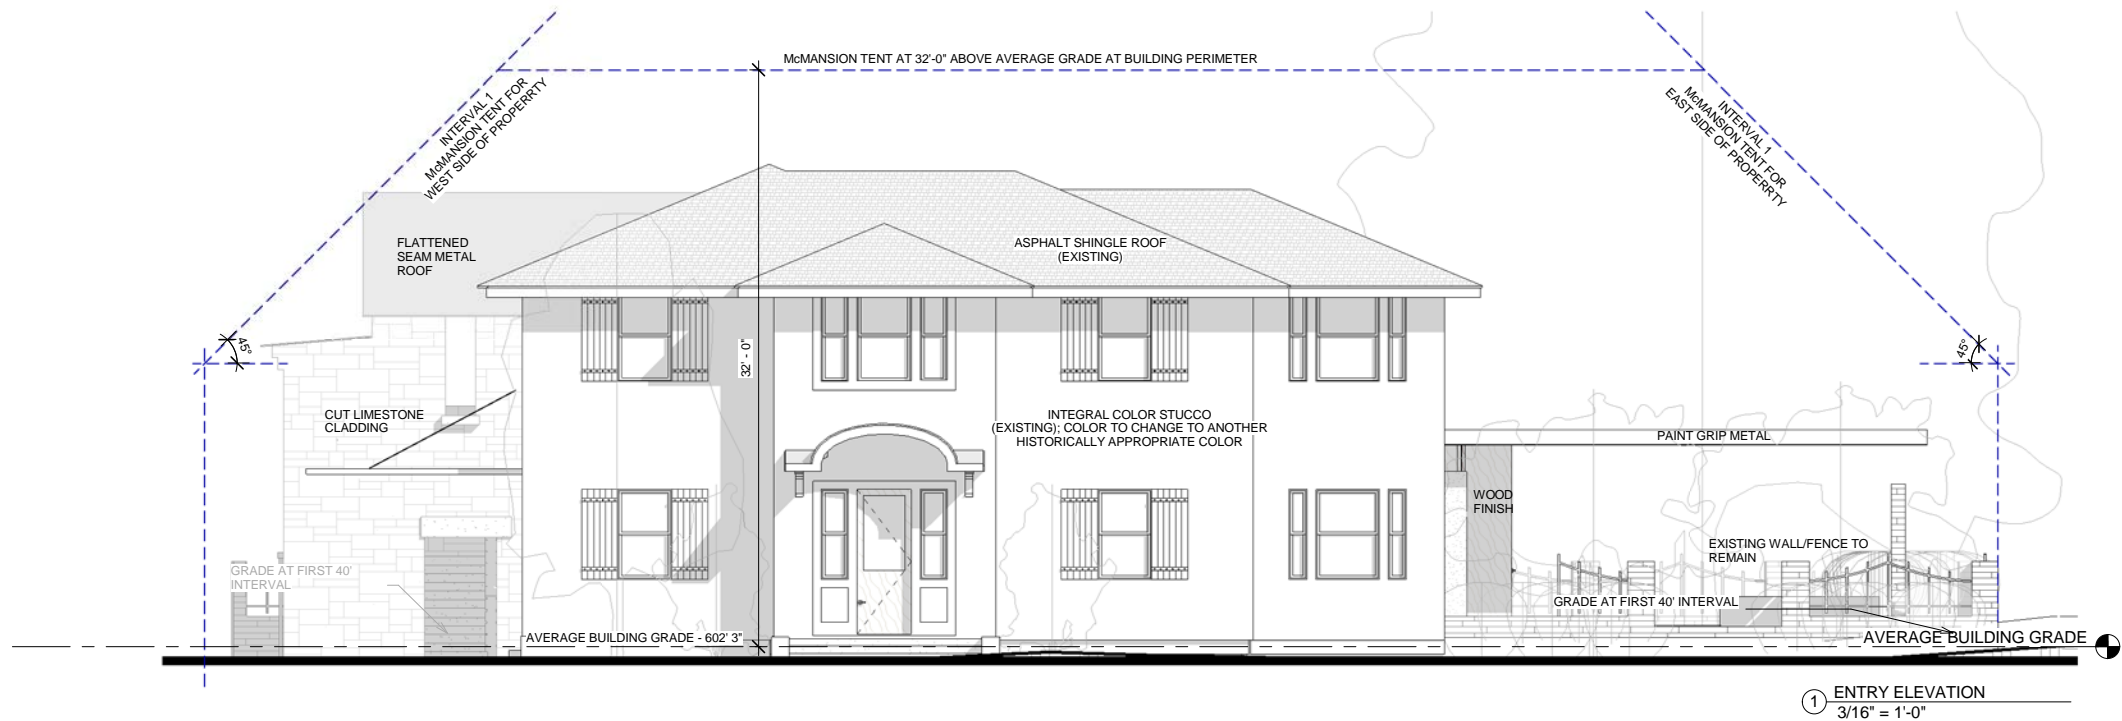 McMANSION TENT AT 32'-0" ABOVE AVERAGE GRADE AT BUILDING PERIMETER
INTERVAL 1
McMANSION TENT FOR
WEST SIDE OF PROPERRTY
INTERVAL 1
McMANSION TENT FOR
EAST SIDE OF PROPERRTY
FLATTENED
SEAM METAL
ROOF
ASPHALT SHINGLE ROOF
(EXISTING)
45°
32' - 0"
45°
CUT LIMESTONE
CLADDING
INTEGRAL COLOR STUCCO
(EXISTING); COLOR TO CHANGE TO ANOTHER
HISTORICALLY APPROPRIATE COLOR
PAINT GRIP METAL
WOOD
FINISH
EXISTING WALL/FENCE TO
REMAIN
GRADE AT FIRST 40'
INTERVAL
GRADE AT FIRST 40' INTERVAL
AVERAGE BUILDING GRADE - 602' 3"
AVERAGE BUILDING GRADE
1 ENTRY ELEVATION
3/16" = 1'-0"